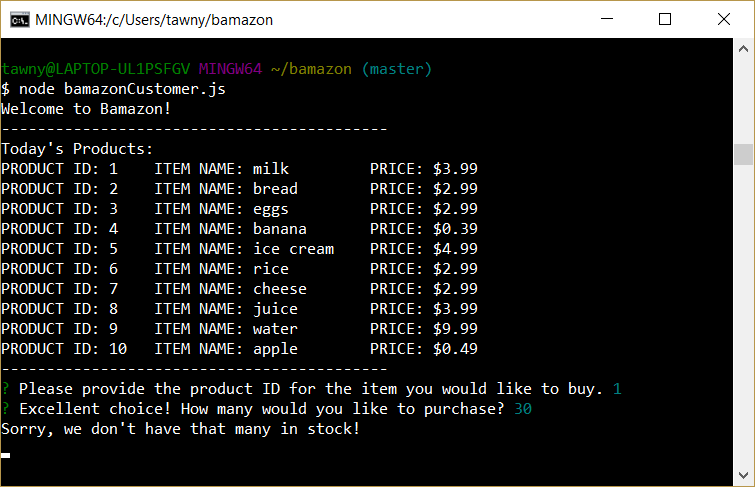 MINGW64:/c/Users/tawny/bamazon
tawny@LAPTOP-UL1PSFGV MINGW64 ~/bamazon (master)
$ node bamazonCustomer.js
Welcome to Bamazon!
-------------------------------------------
Today's Products:
PRODUCT ID: 1    ITEM NAME: milk         PRICE: $3.99
PRODUCT ID: 2    ITEM NAME: bread        PRICE: $2.99
PRODUCT ID: 3    ITEM NAME: eggs         PRICE: $2.99
PRODUCT ID: 4    ITEM NAME: banana       PRICE: $0.39
PRODUCT ID: 5    ITEM NAME: ice cream    PRICE: $4.99
PRODUCT ID: 6    ITEM NAME: rice         PRICE: $2.99
PRODUCT ID: 7    ITEM NAME: cheese       PRICE: $2.99
PRODUCT ID: 8    ITEM NAME: juice        PRICE: $3.99
PRODUCT ID: 9    ITEM NAME: water        PRICE: $9.99
PRODUCT ID: 10   ITEM NAME: apple        PRICE: $0.49
-------------------------------------------
? Please provide the product ID for the item you would like to buy. 1
? Excellent choice! How many would you like to purchase? 30
Sorry, we don't have that many in stock!